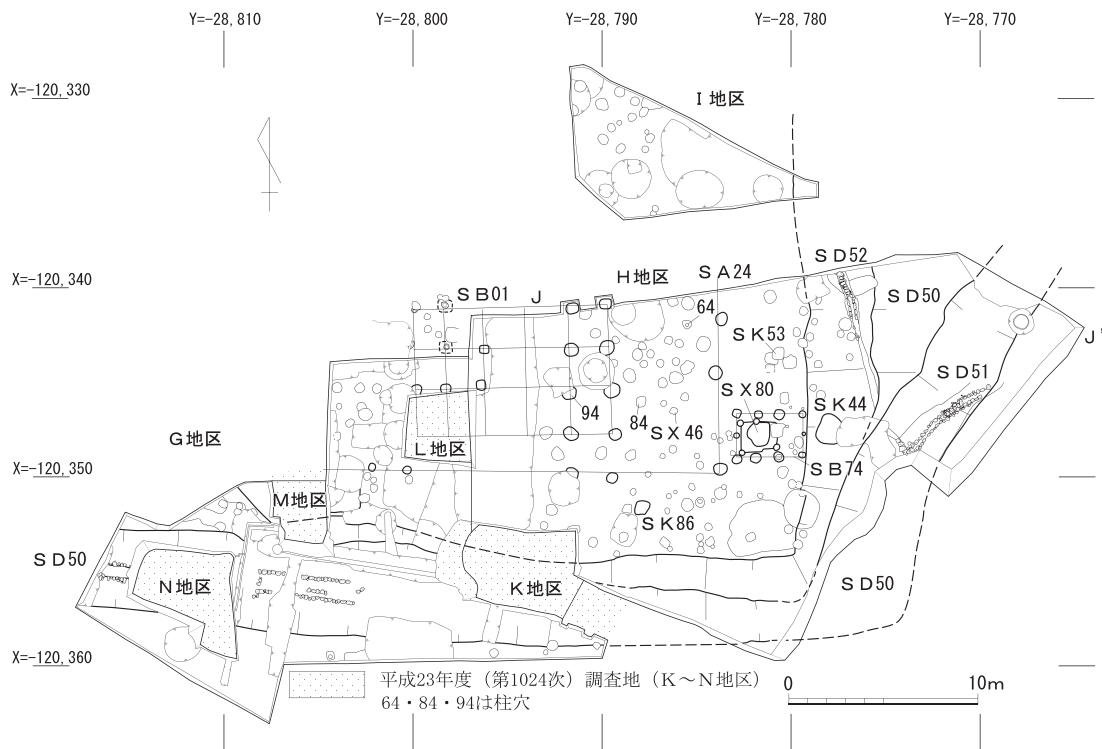 Y=-28,810
Y=-28,800
Y=-28,790
Y=-28,780
Y=-28,770
X=-120,330
I 地区
X=-120,340
SB01
J
H地区
SA24
SD52
SD50
64
SK53
J’
SX80
SD51
94
84
SX46
SK44
G地区
L地区
X=-120,350
SB74
M地区
SK86
SD50
N地区
K地区
SD50
X=-120,360
平成23年度（第1024次）調査地（K～N地区）
64・84・94は柱穴
0 10m